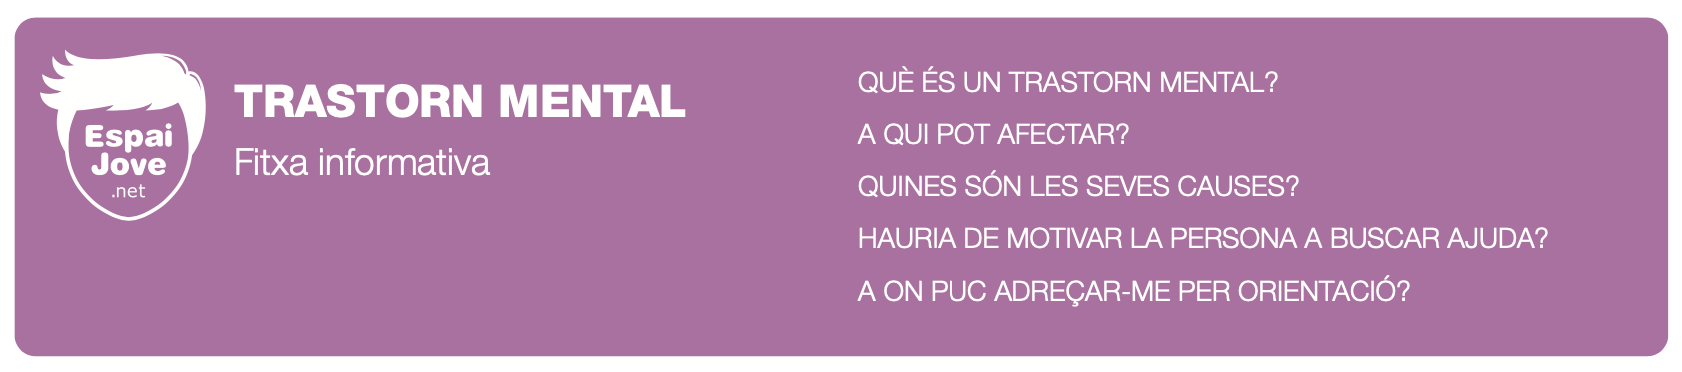 Espai
Jove
.net
TRASTORN MENTAL
Fitxa informativa
QUÈ ÉS UN TRASTORN MENTAL?
A QUI POT AFECTAR?
QUINES SÓN LES SEVES CAUSES?
HAURIA DE MOTIVAR LA PERSONA A BUSCAR AJUDA?
A ON PUC ADREÇAR-ME PER ORIENTACIÓ?